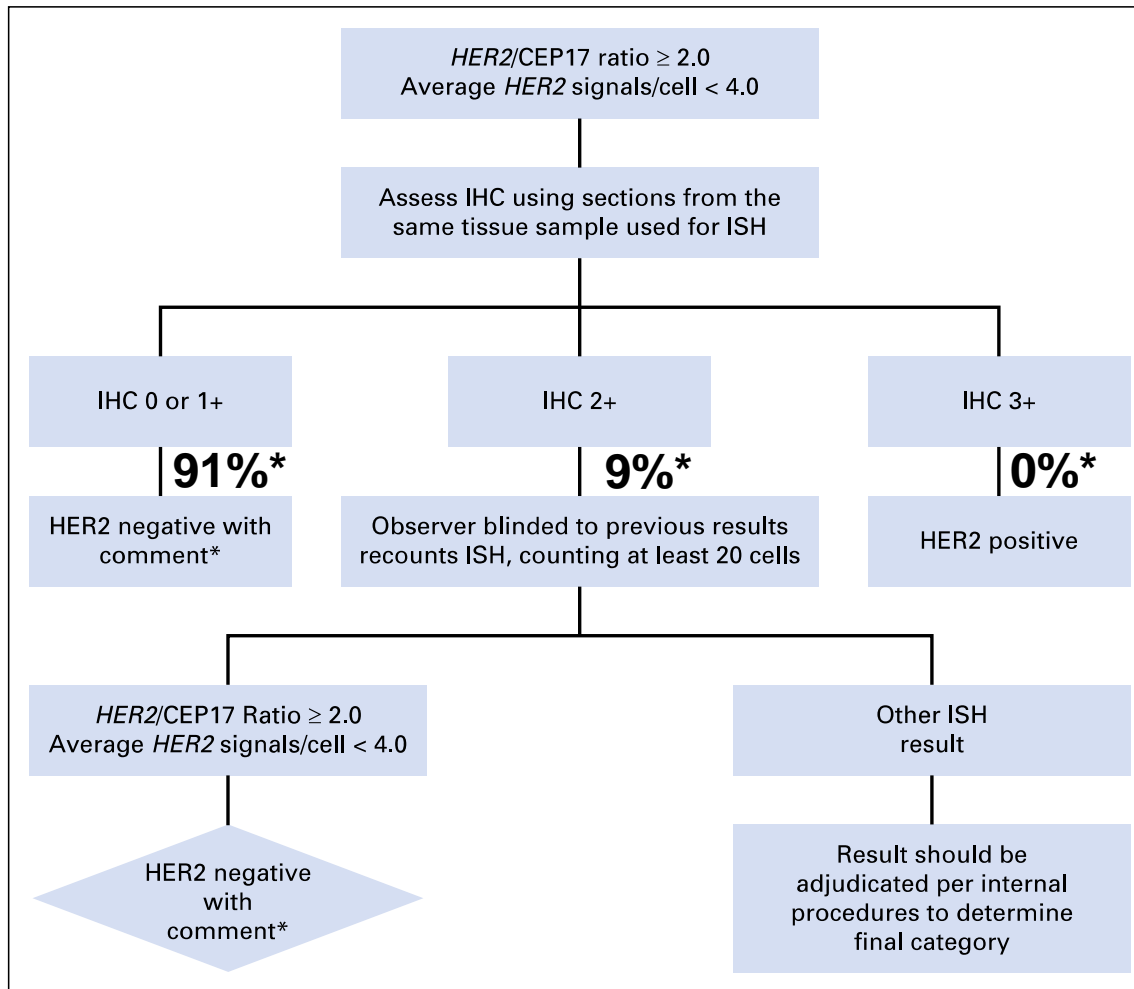 HER2/CEP17 ratio ≥ 2.0
Average HER2 signals/cell < 4.0
Assess IHC using sections from the
same tissue sample used for ISH
IHC 0 or 1+
IHC 2+
IHC 3+
91%*
9%*
0%*
HER2 negative with
comment*
Observer blinded to previous results
recounts ISH, counting at least 20 cells
HER2 positive
HER2/CEP17 Ratio ≥ 2.0
Average HER2 signals/cell < 4.0
Other ISH
result
HER2 negative
with
comment*
Result should be
adjudicated per internal
procedures to determine
final category